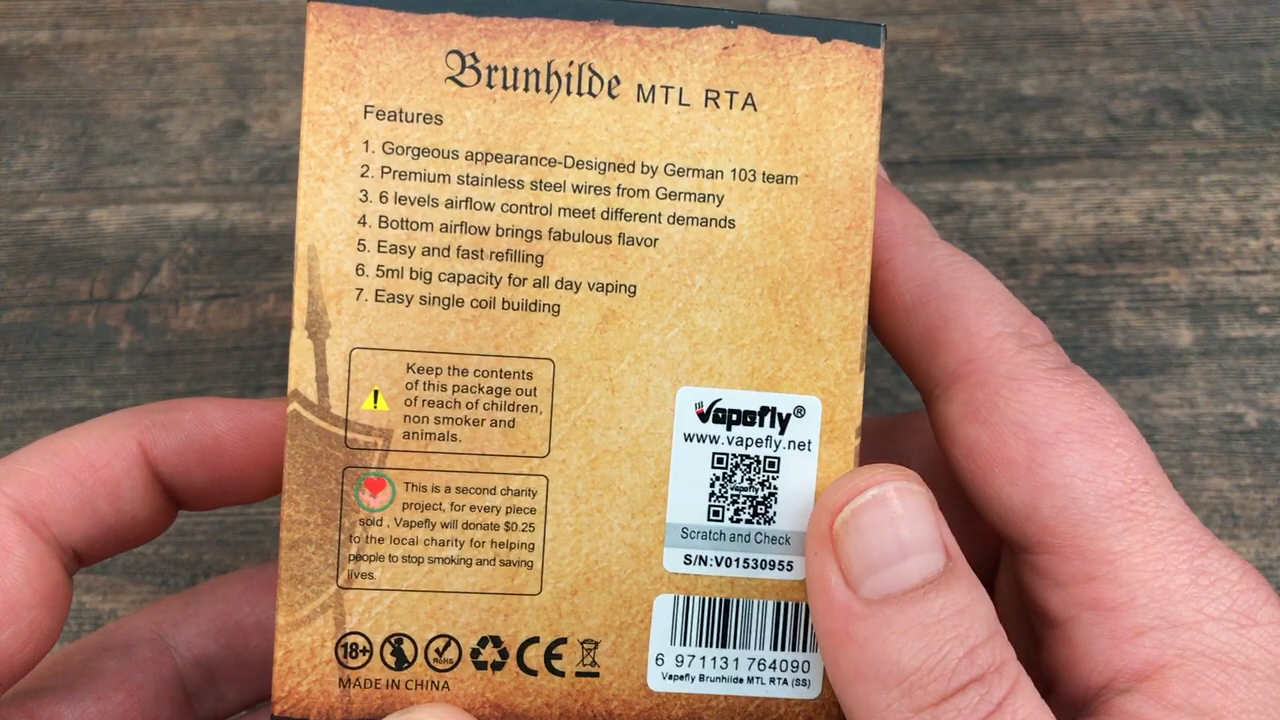 Brunhilde MTL RTA
Features
1. Gorgeous appearance-Designed by German 103 team
2. Premium stainless steel wires from Germany
3. 6 levels airflow control meet different demands
4. Bottom airflow brings fabulous flavor
5. Easy and fast refilling
6. 5ml big capacity for all day vaping
7. Easy single coil building
Keep the contents
of this package out
of reach of children,
non smoker and
animals.
This is a second charity
project, for every piece
sold , Vapefly will donate $0.25
to the local charity for helping
people to stop smoking and saving
lives.
Vapefly®
www.vapefly.net
Vapefly
Scratch and Check
S/N:V01530955
18+
RoHS
CE
MADE IN CHINA
6 971131 764090
Vapefly Brunhilde MTL RTA (SS)